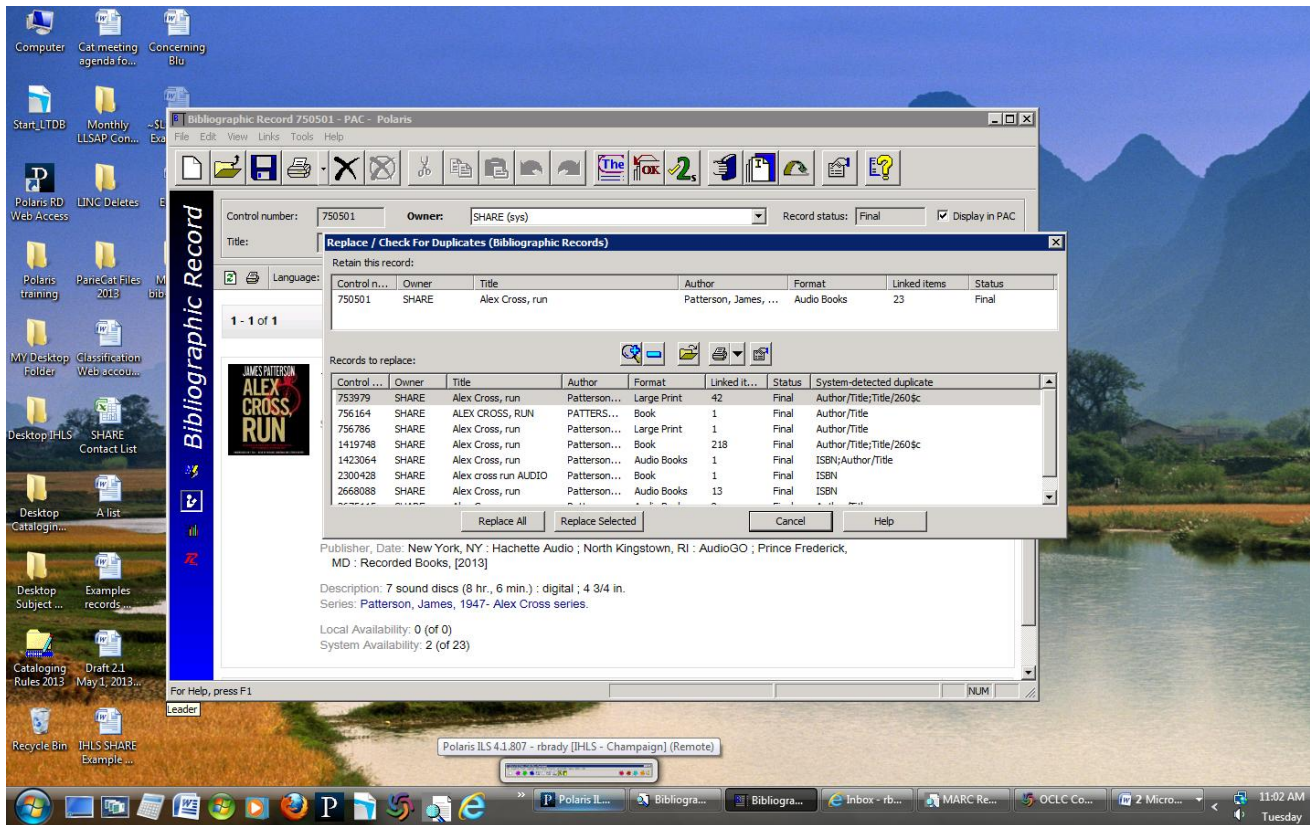 Computer
Cat meeting agenda fo...
Concerning Blu
Start_LTDB
Monthly LLSAP Con...
Polaris RD Web Access
LINC Deletes
Polaris training
PaneCat Files 2013
MY Desktop Folder
Classification Web accou...
Desktop IHLS
SHARE Contact List
Desktop Catalogin...
A list
Desktop Subject ...
Examples records ...
Cataloging Rules 2013
Draft 2.1 May 1, 2013...
Recycle Bin
IHLS SHARE Example ...
Bibliographic Record 750501 - PAC - Polaris
File Edit View Links Tools Help
The OK 2,
Bibliographic Record
Control number: 750501 Owner: SHARE (sys) Record status: Final Display in PAC
Title:
Language:
1 - 1 of 1
JAMES PATTERSON
ALEX
CROSS,
RUN
Replace / Check For Duplicates (Bibliographic Records)
Retain this record:
Control n... Owner Title Author Format Linked items Status
750501 SHARE Alex Cross, run Patterson, James, ... Audio Books 23 Final
Records to replace:
Control ... Owner Title Author Format Linked it... Status System-detected duplicate
753979 SHARE Alex Cross, run Patterson... Large Print 42 Final Author/Title;Title/260$c
756164 SHARE ALEX CROSS, RUN PATTERS... Book 1 Final Author/Title
756786 SHARE Alex Cross, run Patterson... Large Print 1 Final Author/Title
1419748 SHARE Alex Cross, run Patterson... Book 218 Final Author/Title;Title/260$c
1423064 SHARE Alex Cross, run Patterson... Audio Books 1 Final ISBN;Author/Title
2300428 SHARE Alex cross run AUDIO Patterson... Book 1 Final ISBN
2668088 SHARE Alex Cross, run Patterson... Audio Books 13 Final ISBN
Replace All Replace Selected Cancel Help
Publisher, Date: New York, NY : Hachette Audio ; North Kingstown, RI : AudioGO ; Prince Frederick,
MD : Recorded Books, [2013]
Description: 7 sound discs (8 hr., 6 min.) : digital ; 4 3/4 in.
Series: Patterson, James, 1947- Alex Cross series.
Local Availability: 0 (of 0)
System Availability: 2 (of 23)
For Help, press F1 NUM
Leader
Polaris ILS 4.1.807 - rbrady [IHLS - Champaign] (Remote)
Polaris IL... Bibliogra... Bibliogra... Inbox - rb... MARC Re... OCLC Co... 2 Micro... 11:02 AM
Tuesday